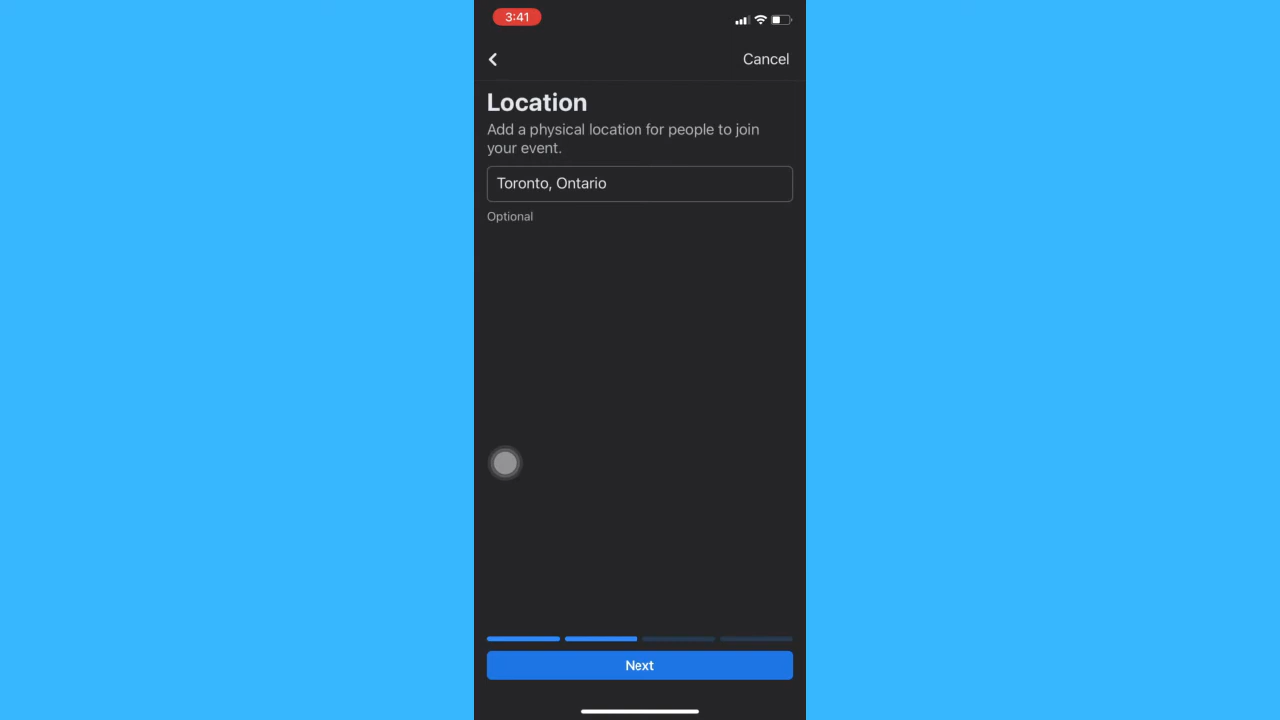 3:41
Cancel
Location
Add a physical location for people to join
your event.
Toronto, Ontario
Optional
Next